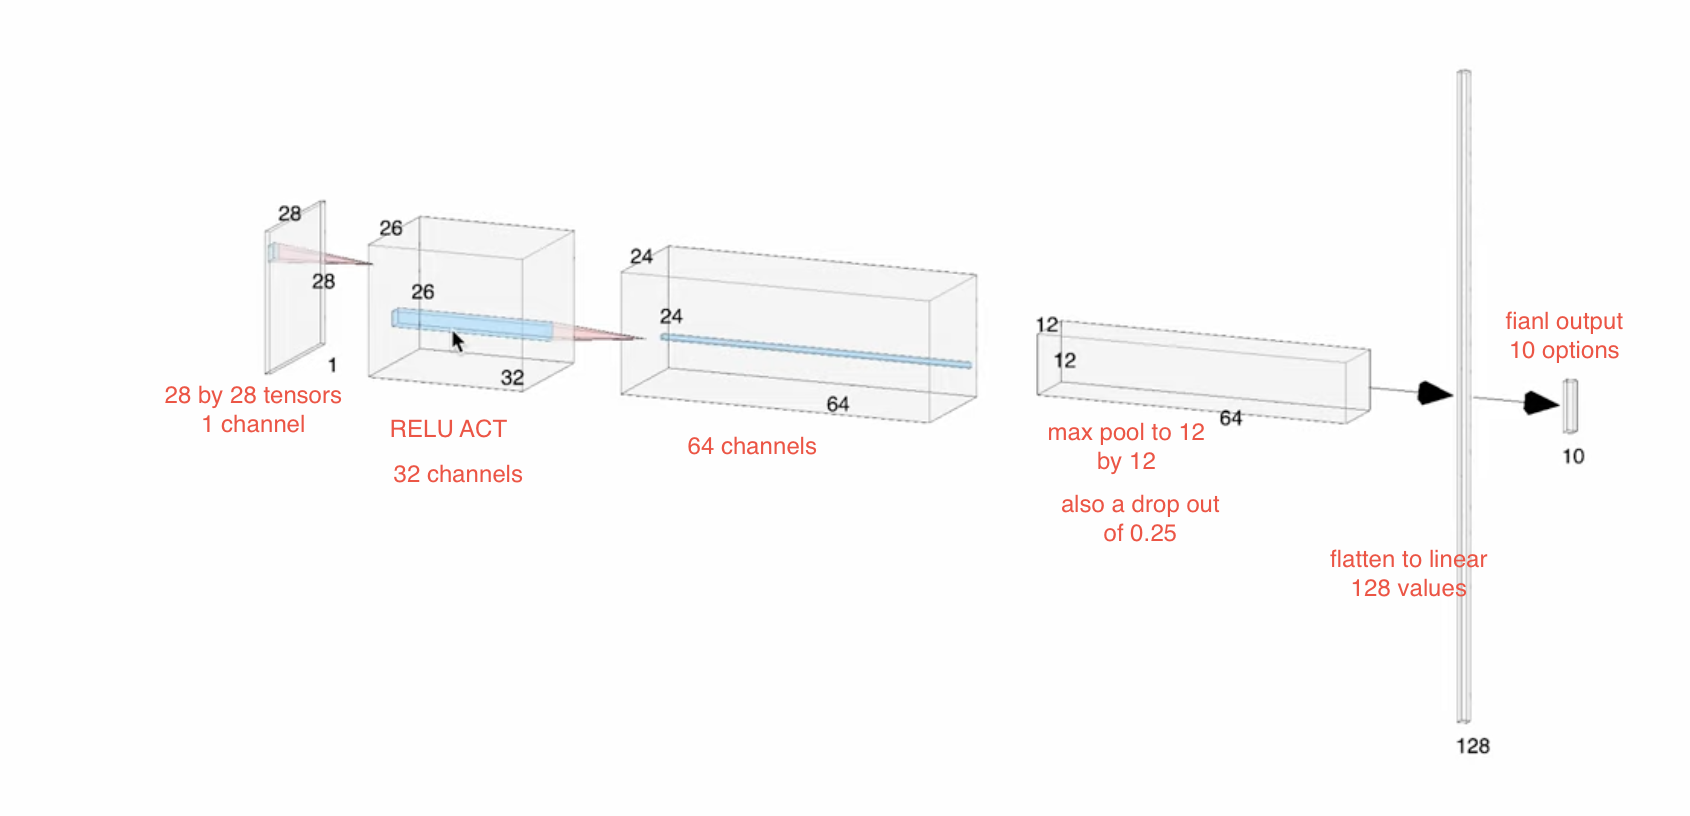 28
28
1
28 by 28 tensors
1 channel
26
26
32
RELU ACT
32 channels
24
24
64
64 channels
12
12
64
max pool to 12
by 12
also a drop out
of 0.25
flatten to linear
128 values
128
fianl output
10 options
10